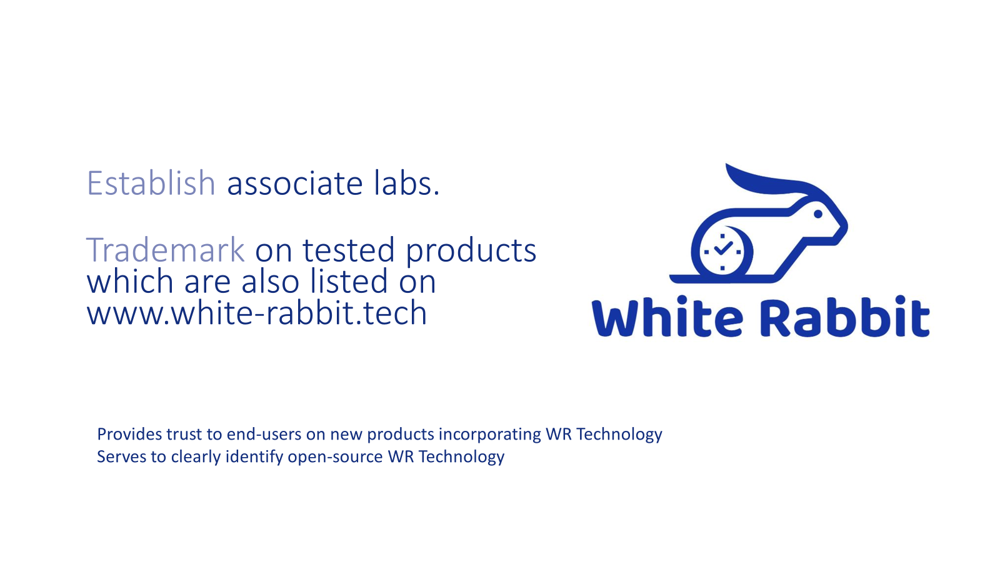 Establish associate labs.
Trademark on tested products
which are also listed on
www.white-rabbit.tech
White Rabbit
Provides trust to end-users on new products incorporating WR Technology
Serves to clearly identify open-source WR Technology